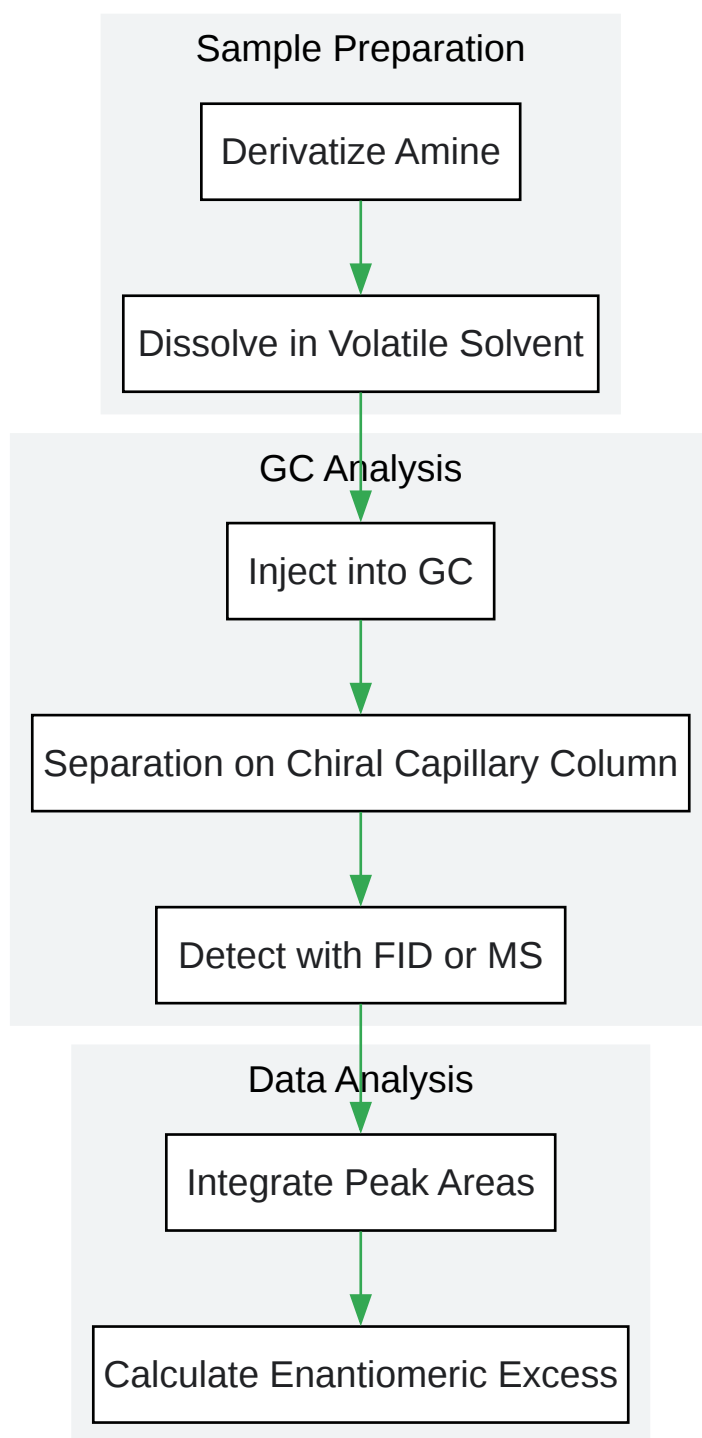 Sample Preparation
Derivatize Amine
Dissolve in Volatile Solvent
GC Analysis
Inject into GC
Separation on Chiral Capillary Column
Detect with FID or MS
Data Analysis
Integrate Peak Areas
Calculate Enantiomeric Excess